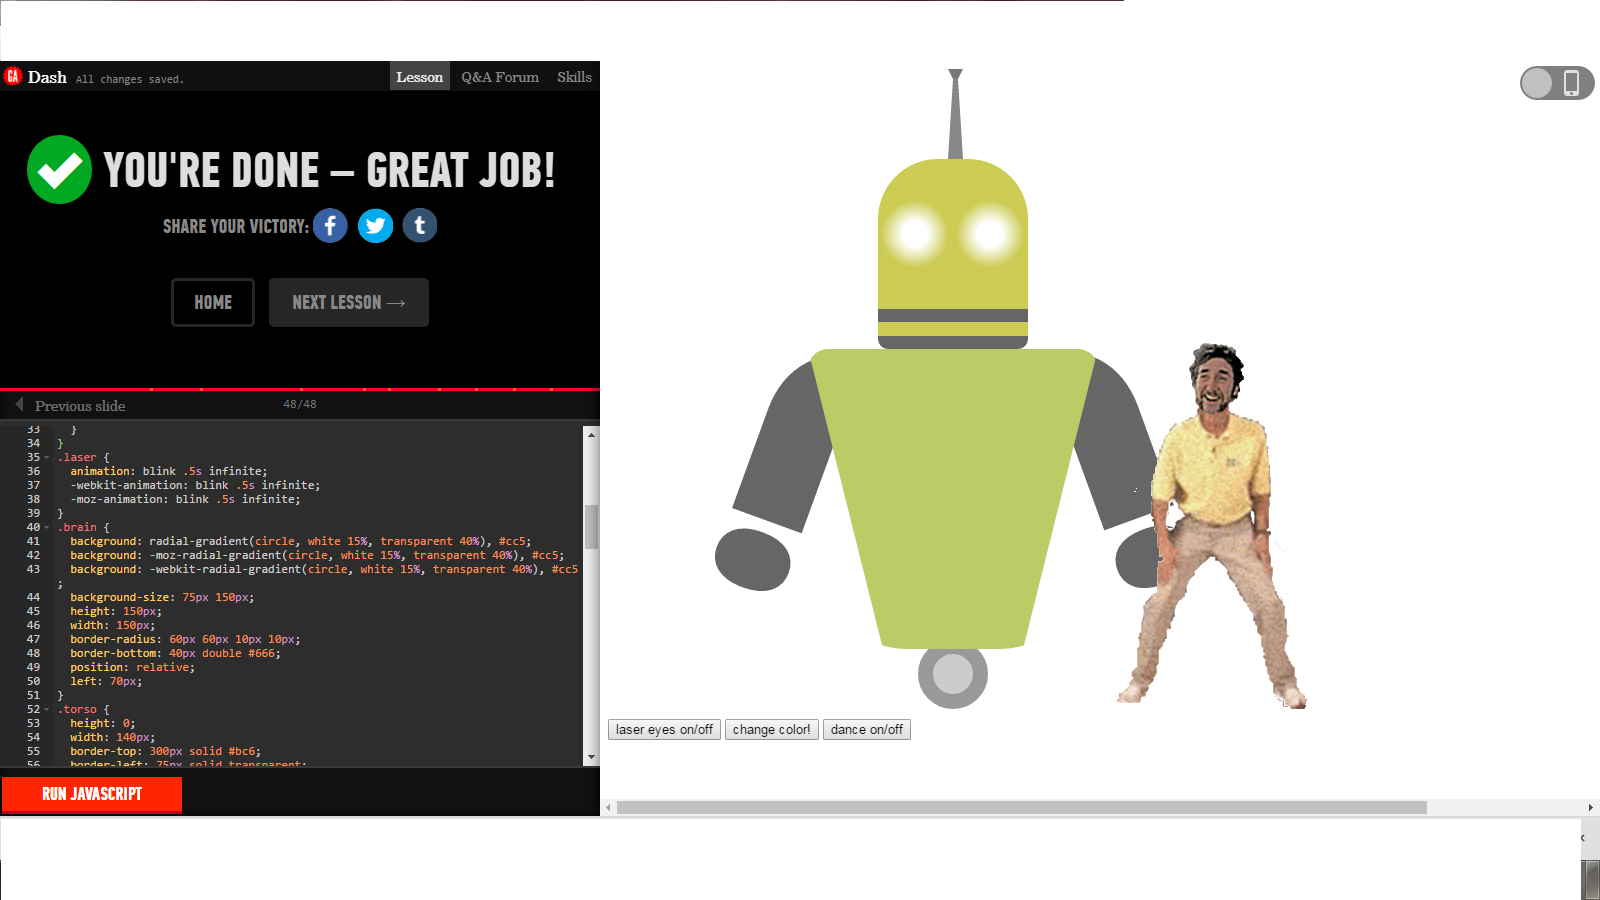 GA Dash All changes saved. Lesson Q&A Forum Skills
YOU'RE DONE — GREAT JOB!
SHARE YOUR VICTORY: f t
HOME NEXT LESSON →
Previous slide 48/48
33 }
34 }
35 .laser {
36 animation: blink .5s infinite;
37 -webkit-animation: blink .5s infinite;
38 -moz-animation: blink .5s infinite;
39 }
40 .brain {
41 background: radial-gradient(circle, white 15%, transparent 40%), #cc5;
42 background: -moz-radial-gradient(circle, white 15%, transparent 40%), #cc5;
43 background: -webkit-radial-gradient(circle, white 15%, transparent 40%), #cc5
;
44 background-size: 75px 150px;
45 height: 150px;
46 width: 150px;
47 border-radius: 60px 60px 10px 10px;
48 border-bottom: 40px double #666;
49 position: relative;
50 left: 70px;
51 }
52 .torso {
53 height: 0;
54 width: 140px;
55 border-top: 300px solid #bc6;
56 border-left: 75px solid transparent;
RUN JAVASCRIPT
laser eyes on/off change color! dance on/off